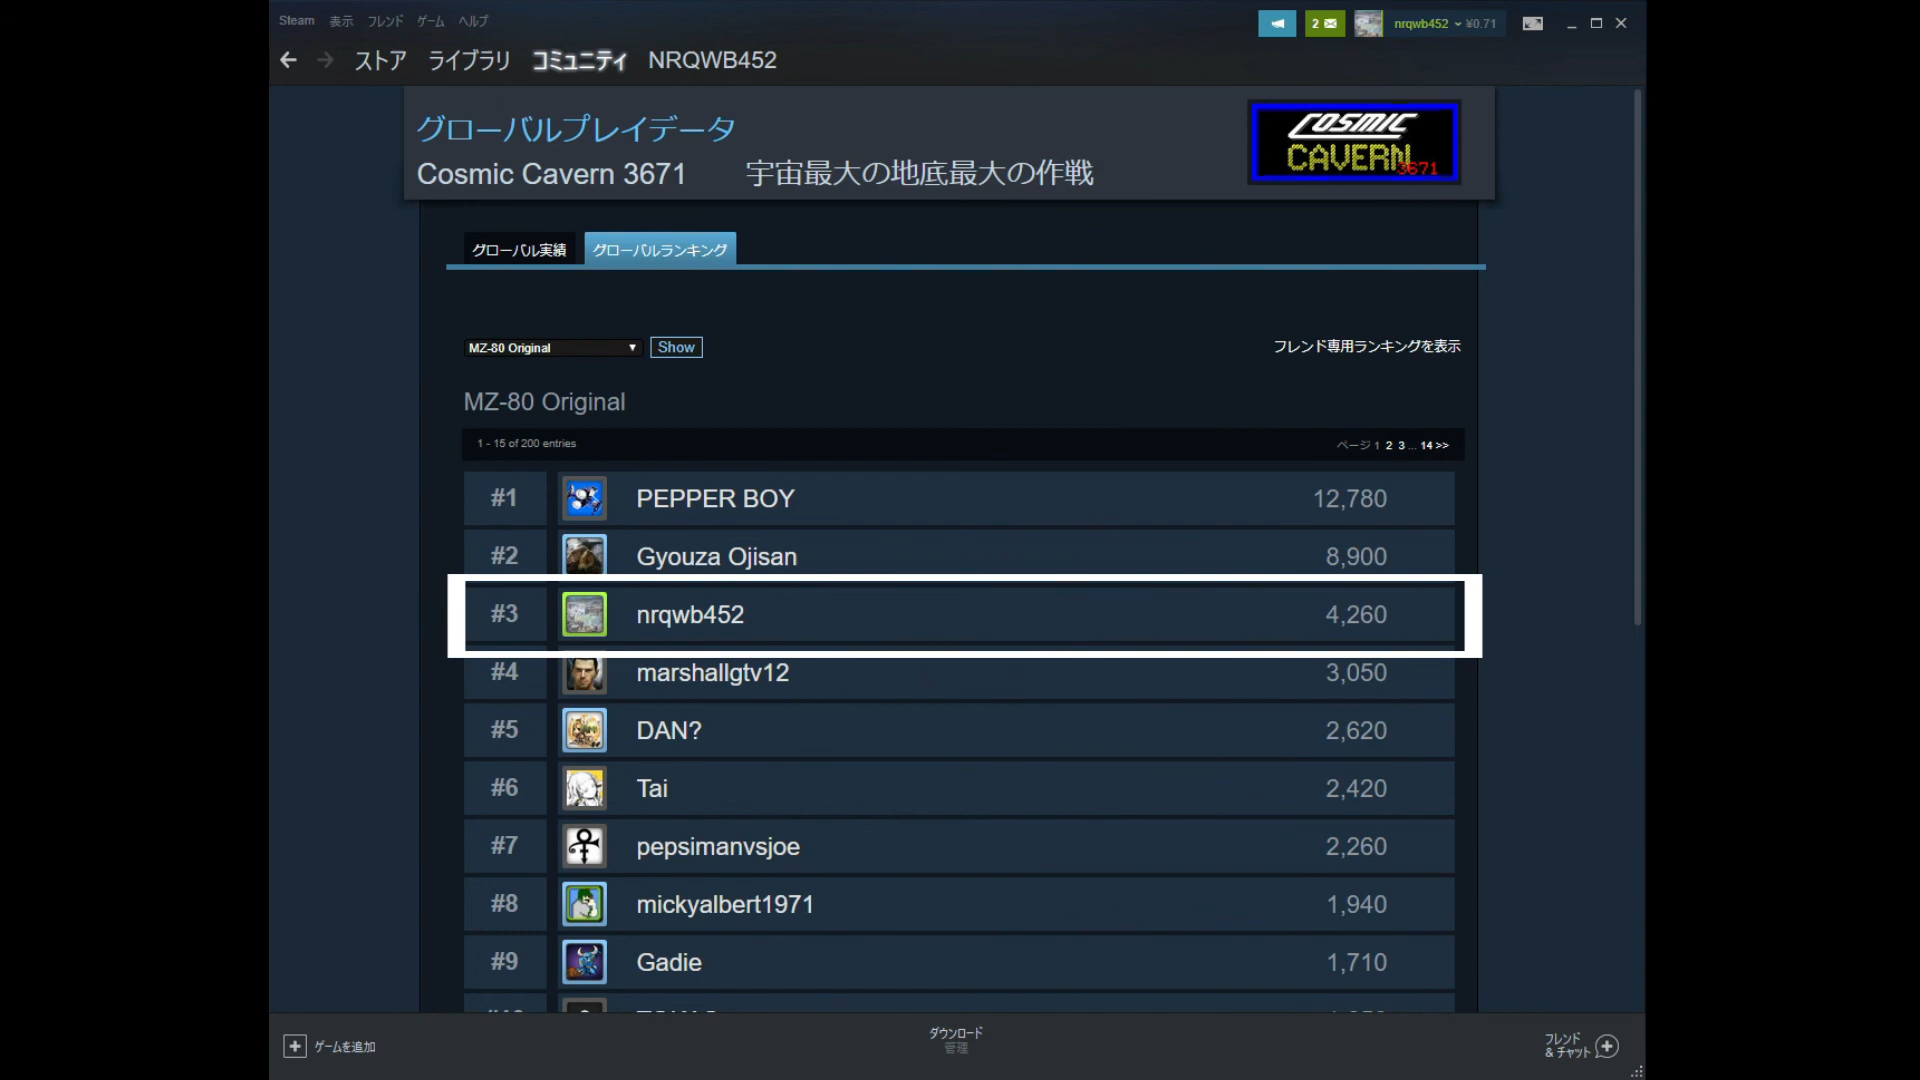 Steam 表示 フレンド ゲーム ヘルプ
2 nrqwb452 ¥0.71
ストア ライブラリ コミュニティ NRQWB452
グローバルプレイデータ
Cosmic Cavern 3671 宇宙最大の地底最大の作戦
COSMIC
CAVERN
3671
グローバル実績 グローバルランキング
MZ-80 Original ▼ Show フレンド専用ランキングを表示
MZ-80 Original
1 - 15 of 200 entries ページ 1 2 3 ... 14 >>
#1 PEPPER BOY 12,780
#2 Gyouza Ojisan 8,900
#3 nrqwb452 4,260
#4 marshallgtv12 3,050
#5 DAN? 2,620
#6 Tai 2,420
#7 pepsimanvsjoe 2,260
#8 mickyalbert1971 1,940
#9 Gadie 1,710
ゲームを追加
ダウンロード
管理
フレンド
& チャット